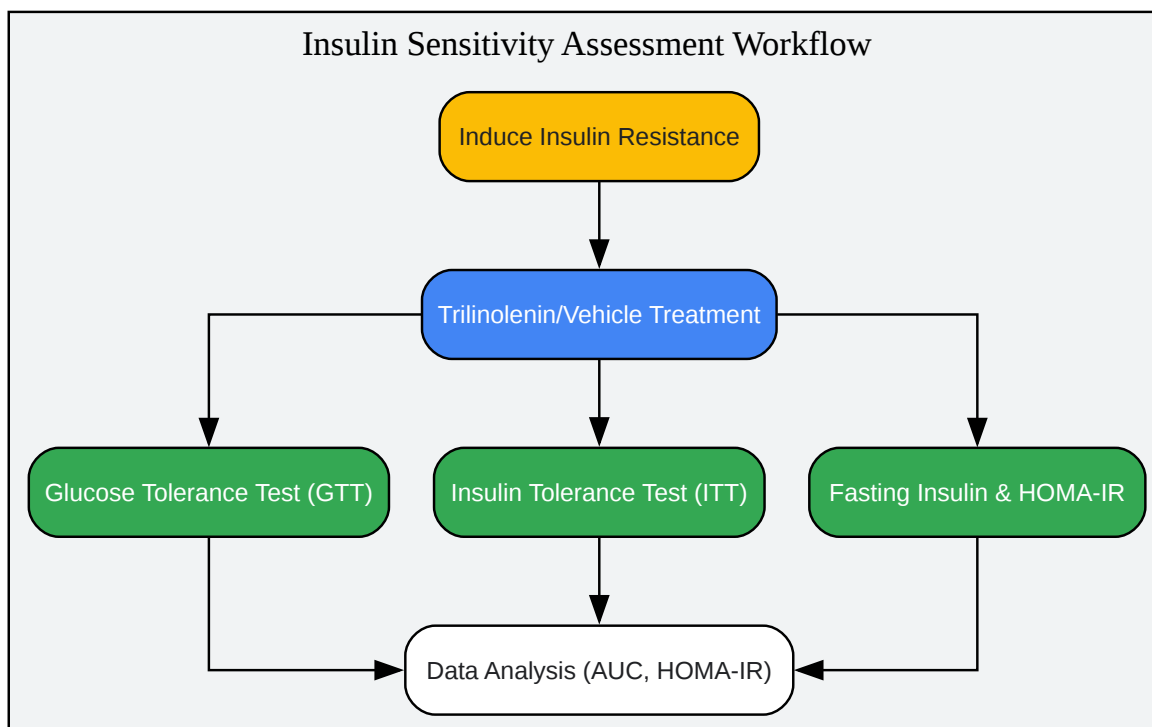 Insulin Sensitivity Assessment Workflow
Induce Insulin Resistance
Trilinolenin/Vehicle Treatment
Glucose Tolerance Test (GTT)
Insulin Tolerance Test (ITT)
Fasting Insulin & HOMA-IR
Data Analysis (AUC, HOMA-IR)